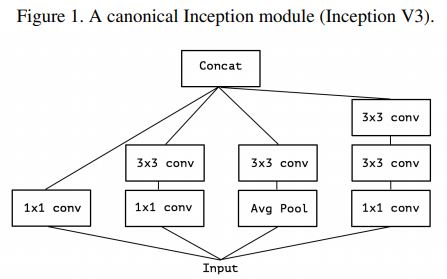 Figure 1. A canonical Inception module (Inception V3).
Concat
3x3 conv
3x3 conv 3x3 conv 3x3 conv
1x1 conv 1x1 conv Avg Pool 1x1 conv
Input